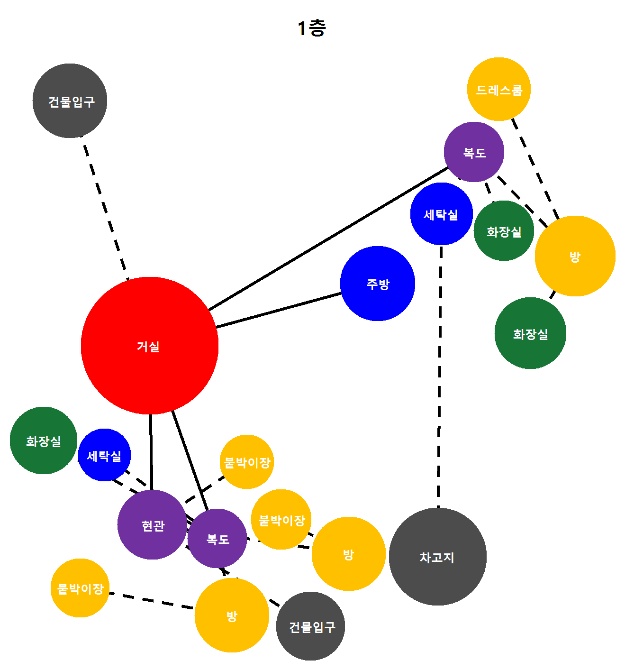 1층
건물입구
드레스룸
복도
세탁실
화장실
방
주방
화장실
거실
화장실
세탁실
붙박이장
현관
복도
붙박이장
방
차고지
붙박이장
방
건물입구